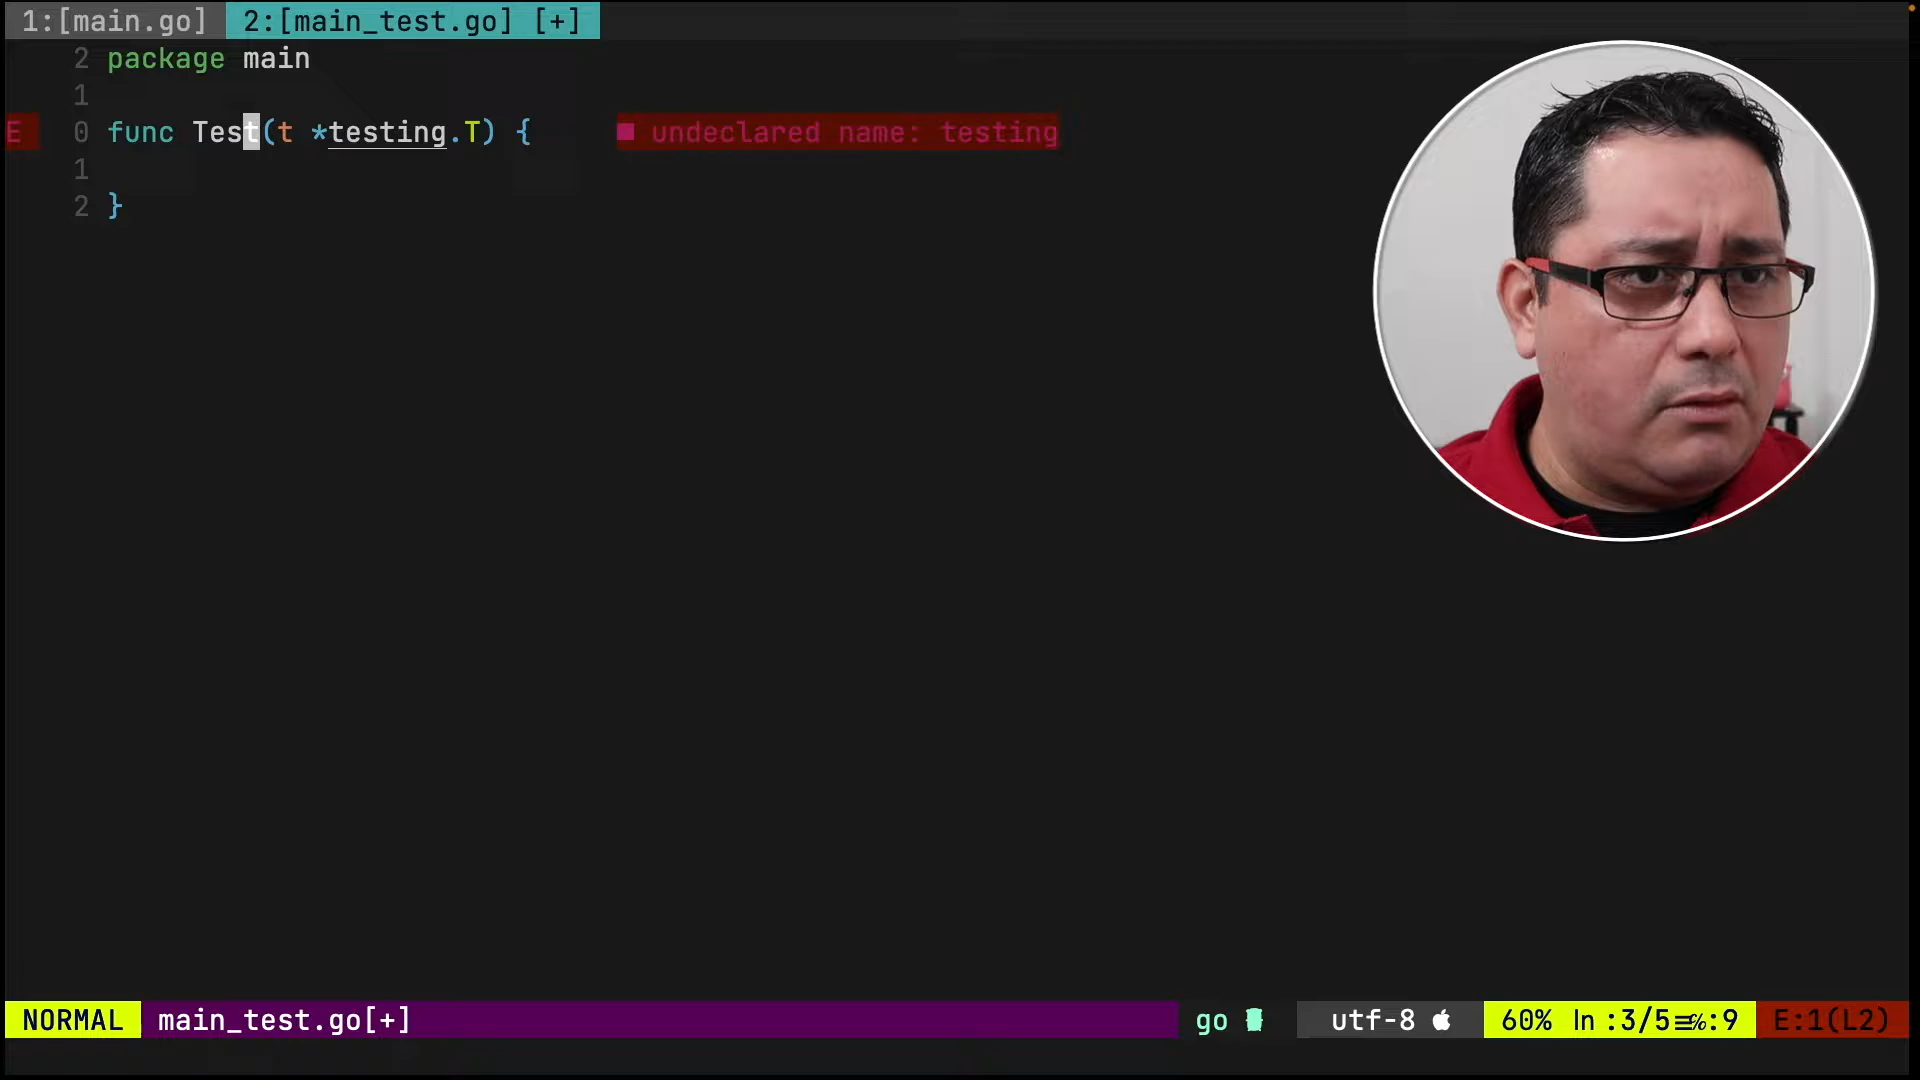 1:[main.go] 2:[main_test.go] [+]
2 package main
1
E 0 func Test(t *testing.T) { ■ undeclared name: testing
1
2 }
NORMAL main_test.go[+] go utf-8 60% ln :3/5≡℅:9 E:1(L2)